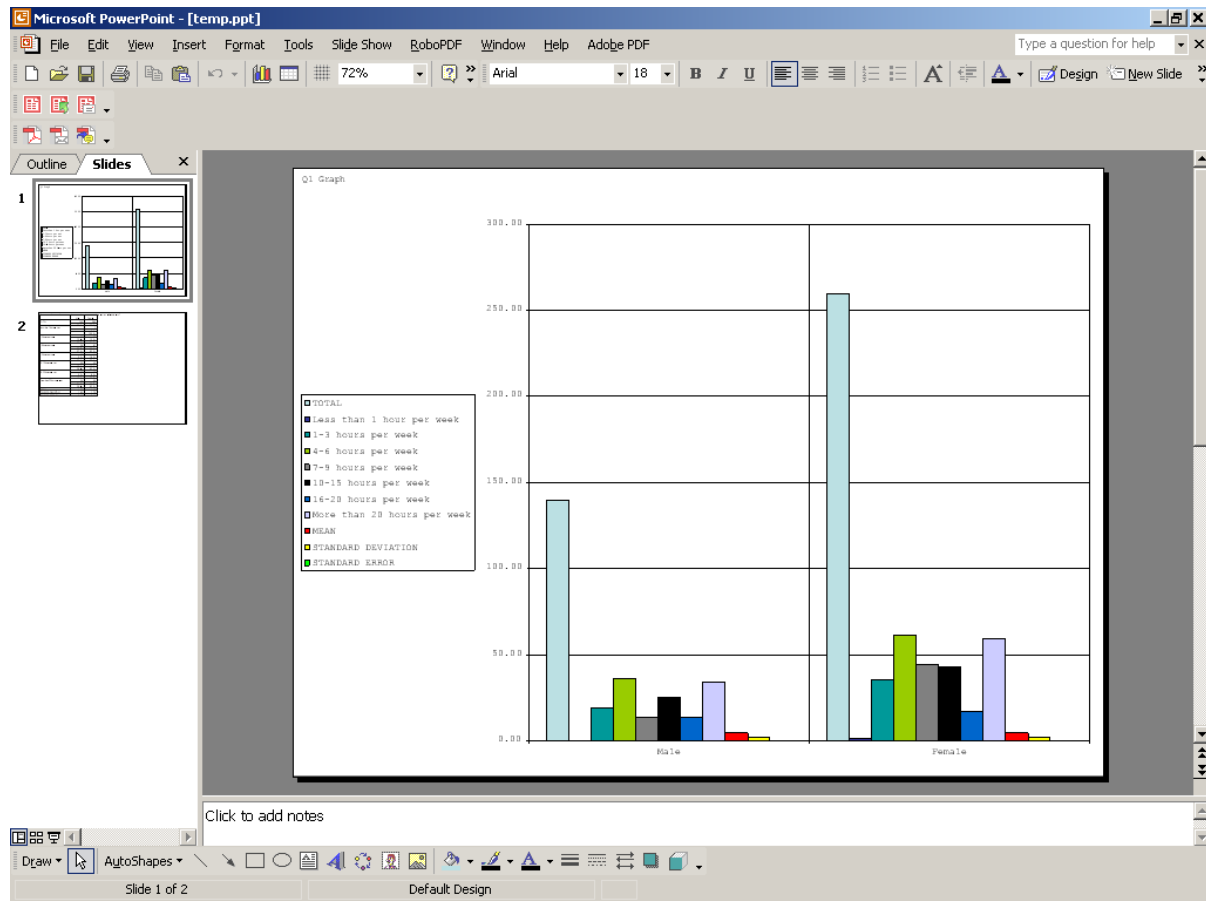 Microsoft PowerPoint - [temp.ppt]
File Edit View Insert Format Tools Slide Show RoboPDF Window Help Adobe PDF Type a question for help
72% Arial 18 B I U A A Design New Slide
Outline Slides
1
2
Q1 Graph
300.00
250.00
200.00
150.00
100.00
50.00
0.00
TOTAL
Less than 1 hour per week
1-3 hours per week
4-6 hours per week
7-9 hours per week
10-15 hours per week
16-20 hours per week
More than 20 hours per week
MEAN
STANDARD DEVIATION
STANDARD ERROR
Male Female
Click to add notes
Draw AutoShapes A A
Slide 1 of 2 Default Design